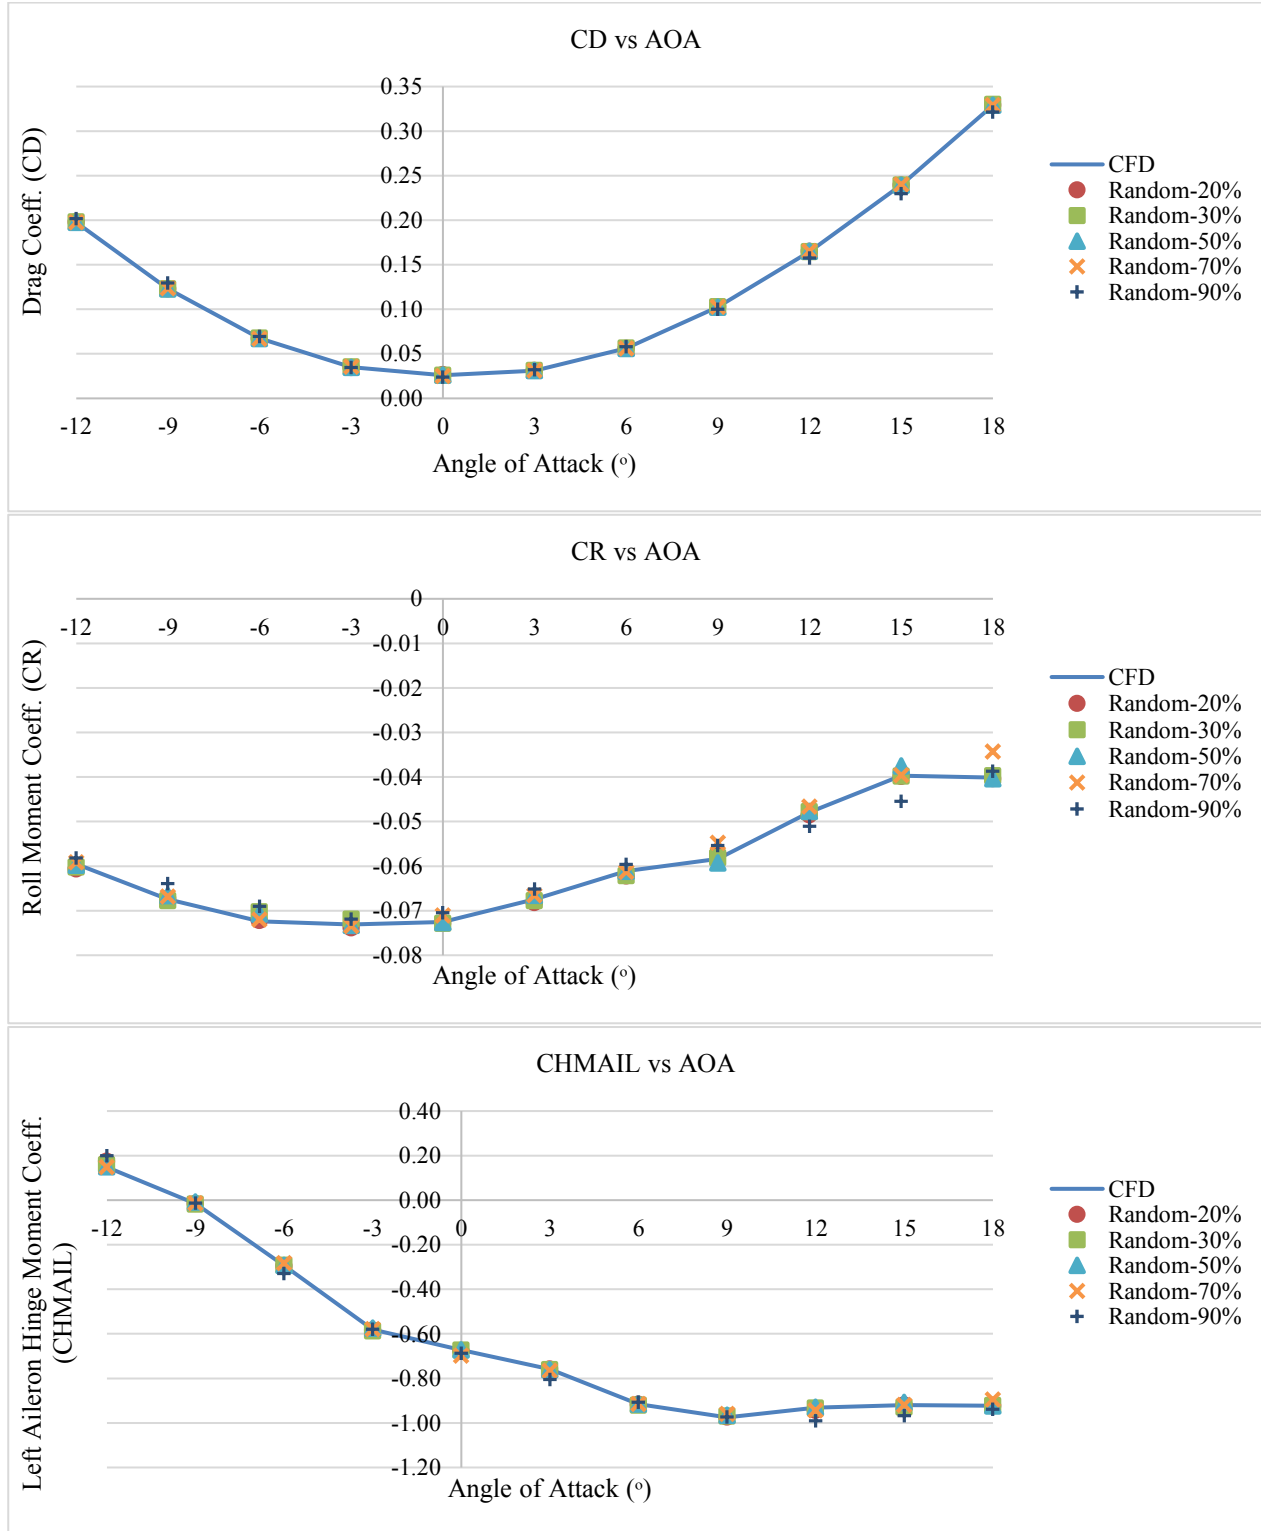 CD vs AOA
0.35
0.30
0.25
0.20
0.15
0.10
0.05
0.00
-12 -9 -6 -3 0 3 6 9 12 15 18
Drag Coeff. (CD)
Angle of Attack (º)
CFD
Random-20%
Random-30%
Random-50%
Random-70%
Random-90%
CR vs AOA
0
-12 -9 -6 -3 0 3 6 9 12 15 18
-0.01
-0.02
-0.03
-0.04
-0.05
-0.06
-0.07
-0.08
Roll Moment Coeff. (CR)
Angle of Attack (º)
CFD
Random-20%
Random-30%
Random-50%
Random-70%
Random-90%
CHMAIL vs AOA
0.40
0.20
0.00
-12 -9 -6 -3 0 3 6 9 12 15 18
-0.20
-0.40
-0.60
-0.80
-1.00
-1.20
Left Aileron Hinge Moment Coeff.
(CHMAIL)
Angle of Attack (º)
CFD
Random-20%
Random-30%
Random-50%
Random-70%
Random-90%